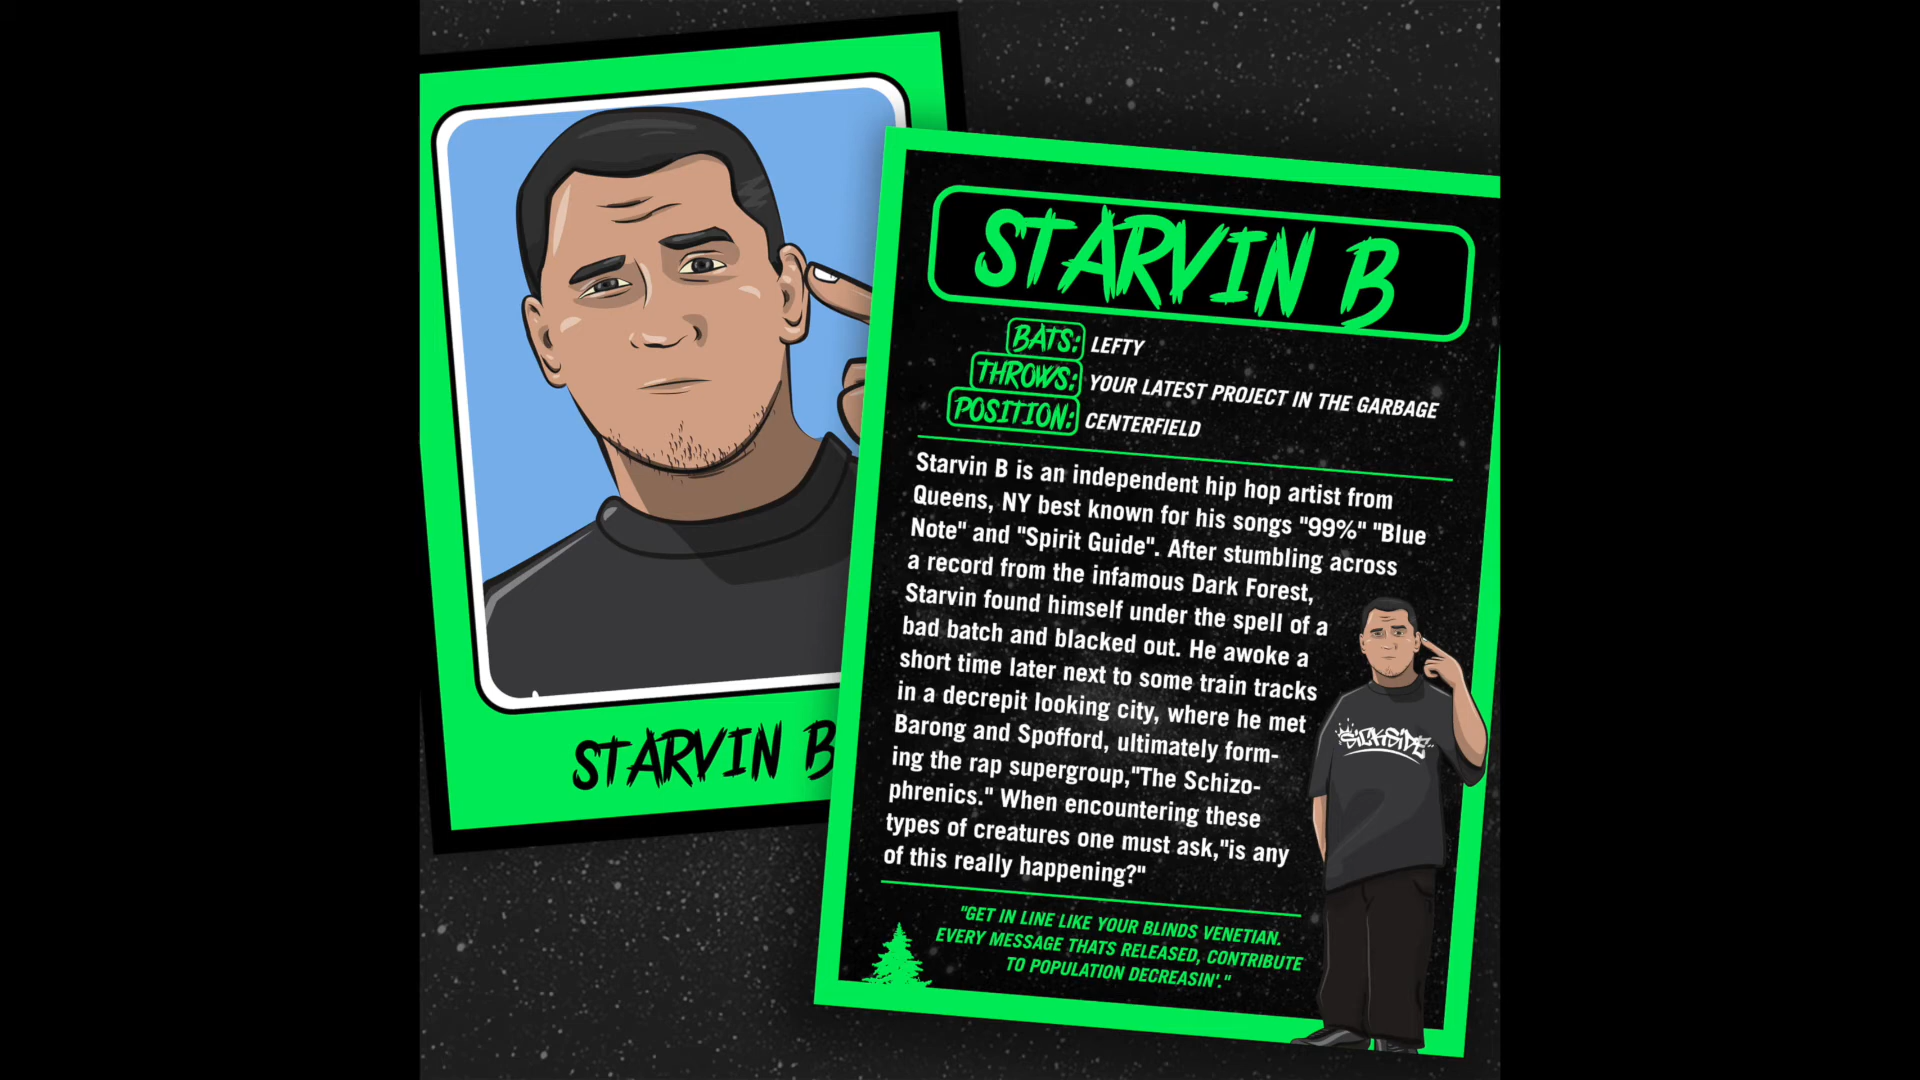 STARVIN B
STARVIN B
BATS: LEFTY
THROWS: YOUR LATEST PROJECT IN THE GARBAGE
POSITION: CENTERFIELD
Starvin B is an independent hip hop artist from
Queens, NY best known for his songs "99%" "Blue
Note" and "Spirit Guide". After stumbling across
a record from the infamous Dark Forest,
Starvin found himself under the spell of a
bad batch and blacked out. He awoke a
short time later next to some train tracks
in a decrepit looking city, where he met
Barong and Spofford, ultimately form-
ing the rap supergroup,"The Schizo-
phrenics." When encountering these
types of creatures one must ask,"is any
of this really happening?"
SICKSIDE
"GET IN LINE LIKE YOUR BLINDS VENETIAN.
EVERY MESSAGE THATS RELEASED, CONTRIBUTE
TO POPULATION DECREASIN'."